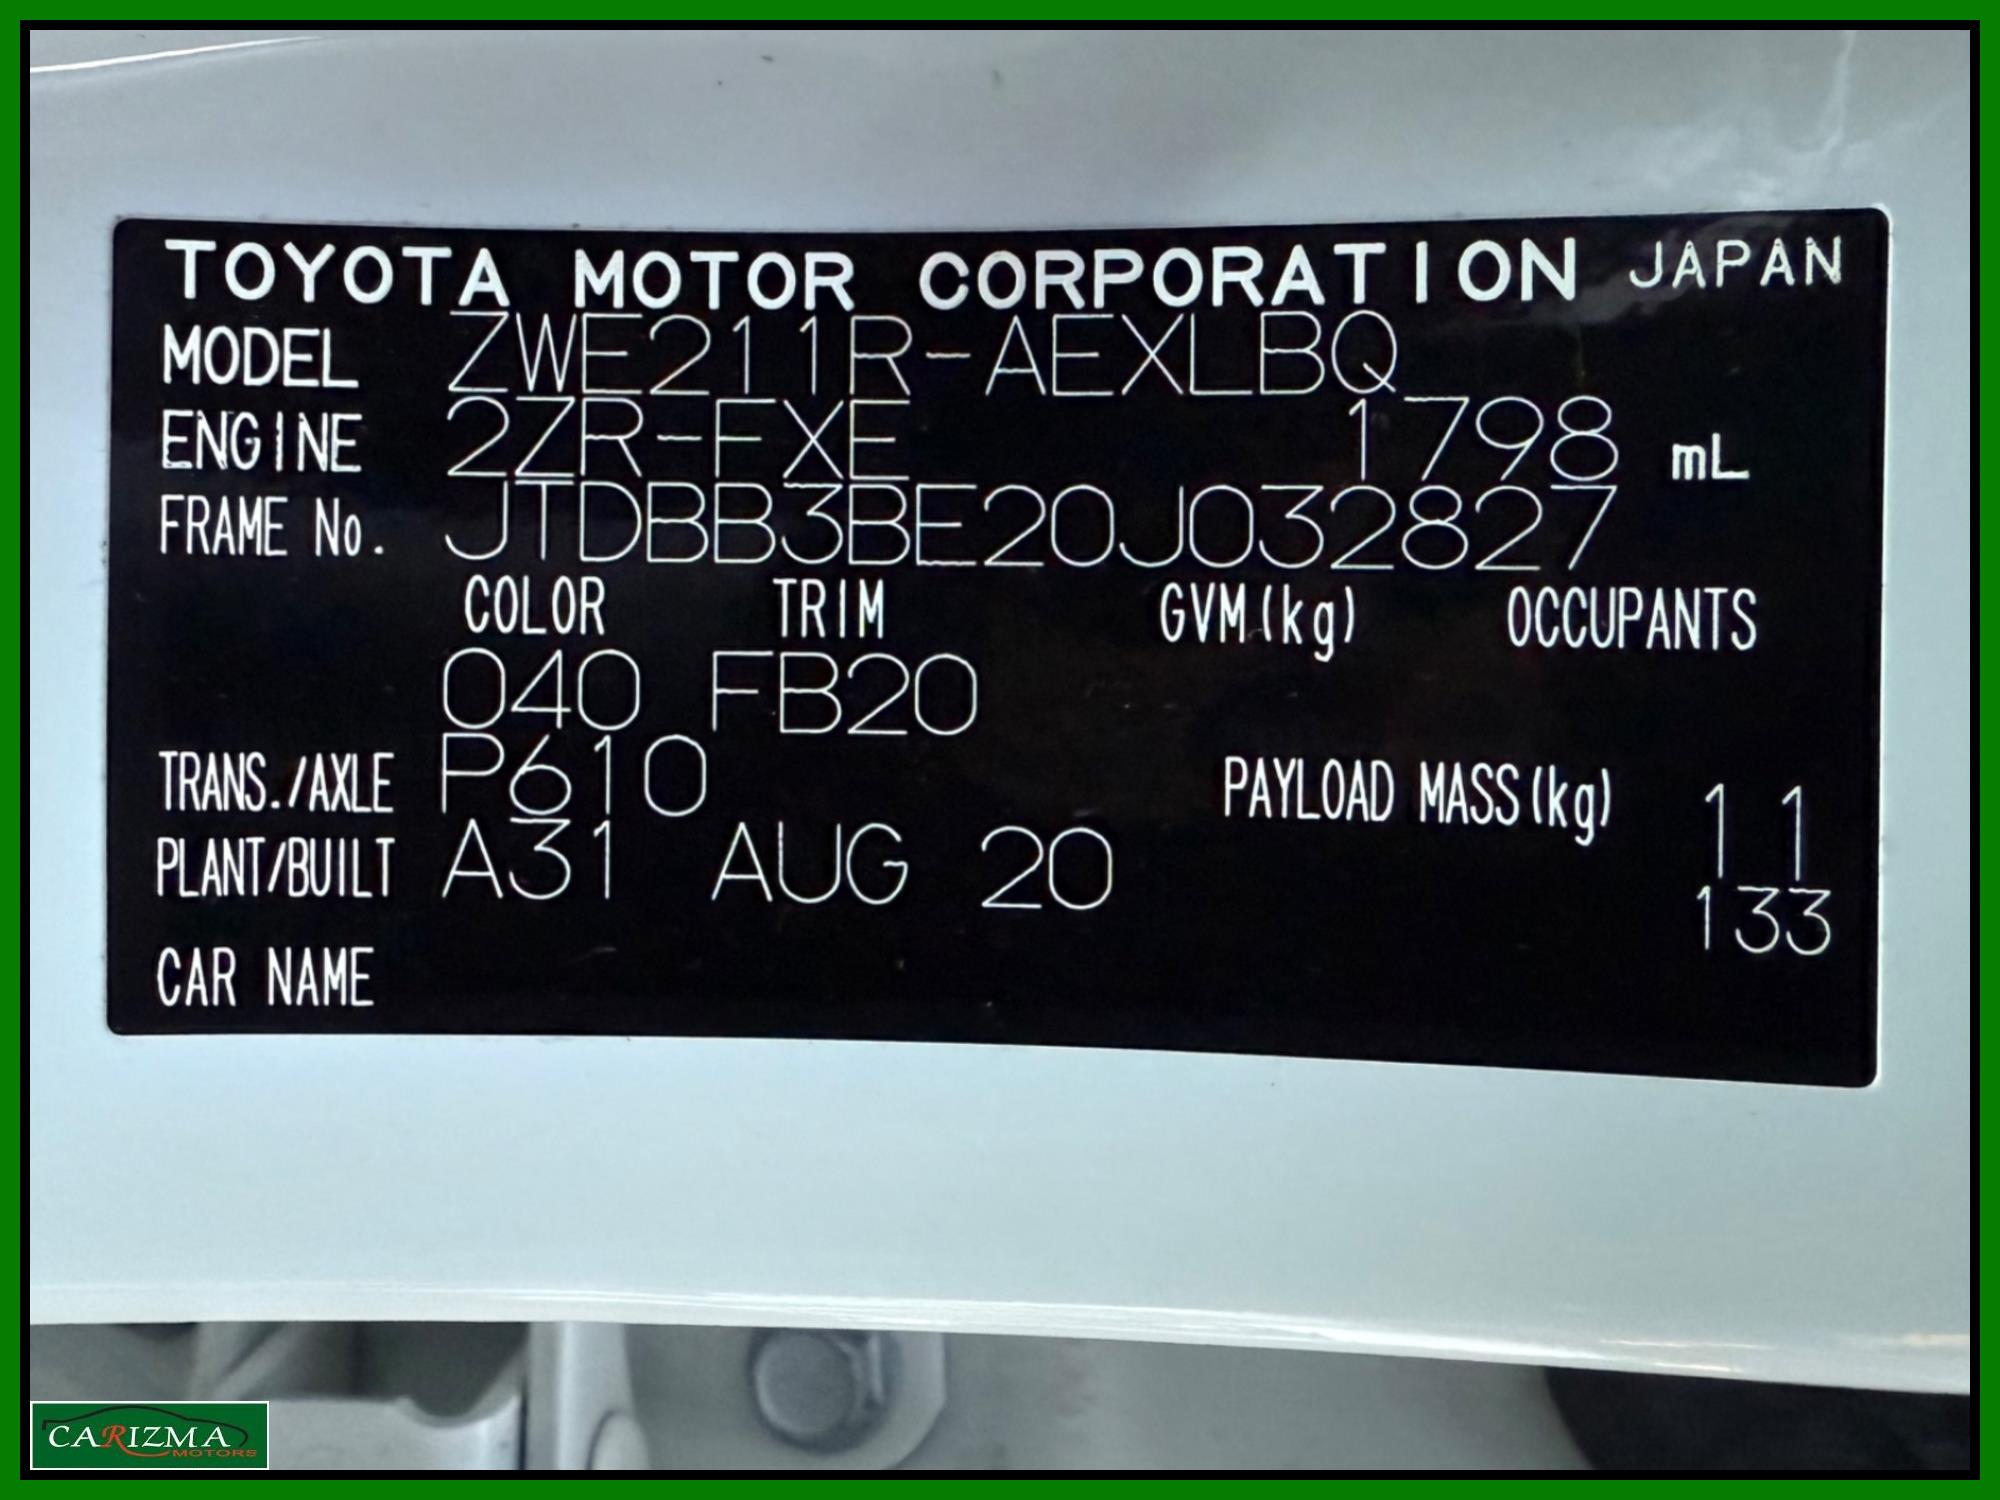 TOYOTA MOTOR CORPORATION JAPAN
MODEL ZWE211R-AEXLBQ
ENGINE 2ZR-FXE 1798 mL
FRAME No. JTDBB3BE20J032827
COLOR TRIM GVM(kg) OCCUPANTS
040 FB20
TRANS./AXLE P610 PAYLOAD MASS(kg) 11
PLANT/BUILT A31 AUG 20
133
CAR NAME
CARIZMA
MOTORS